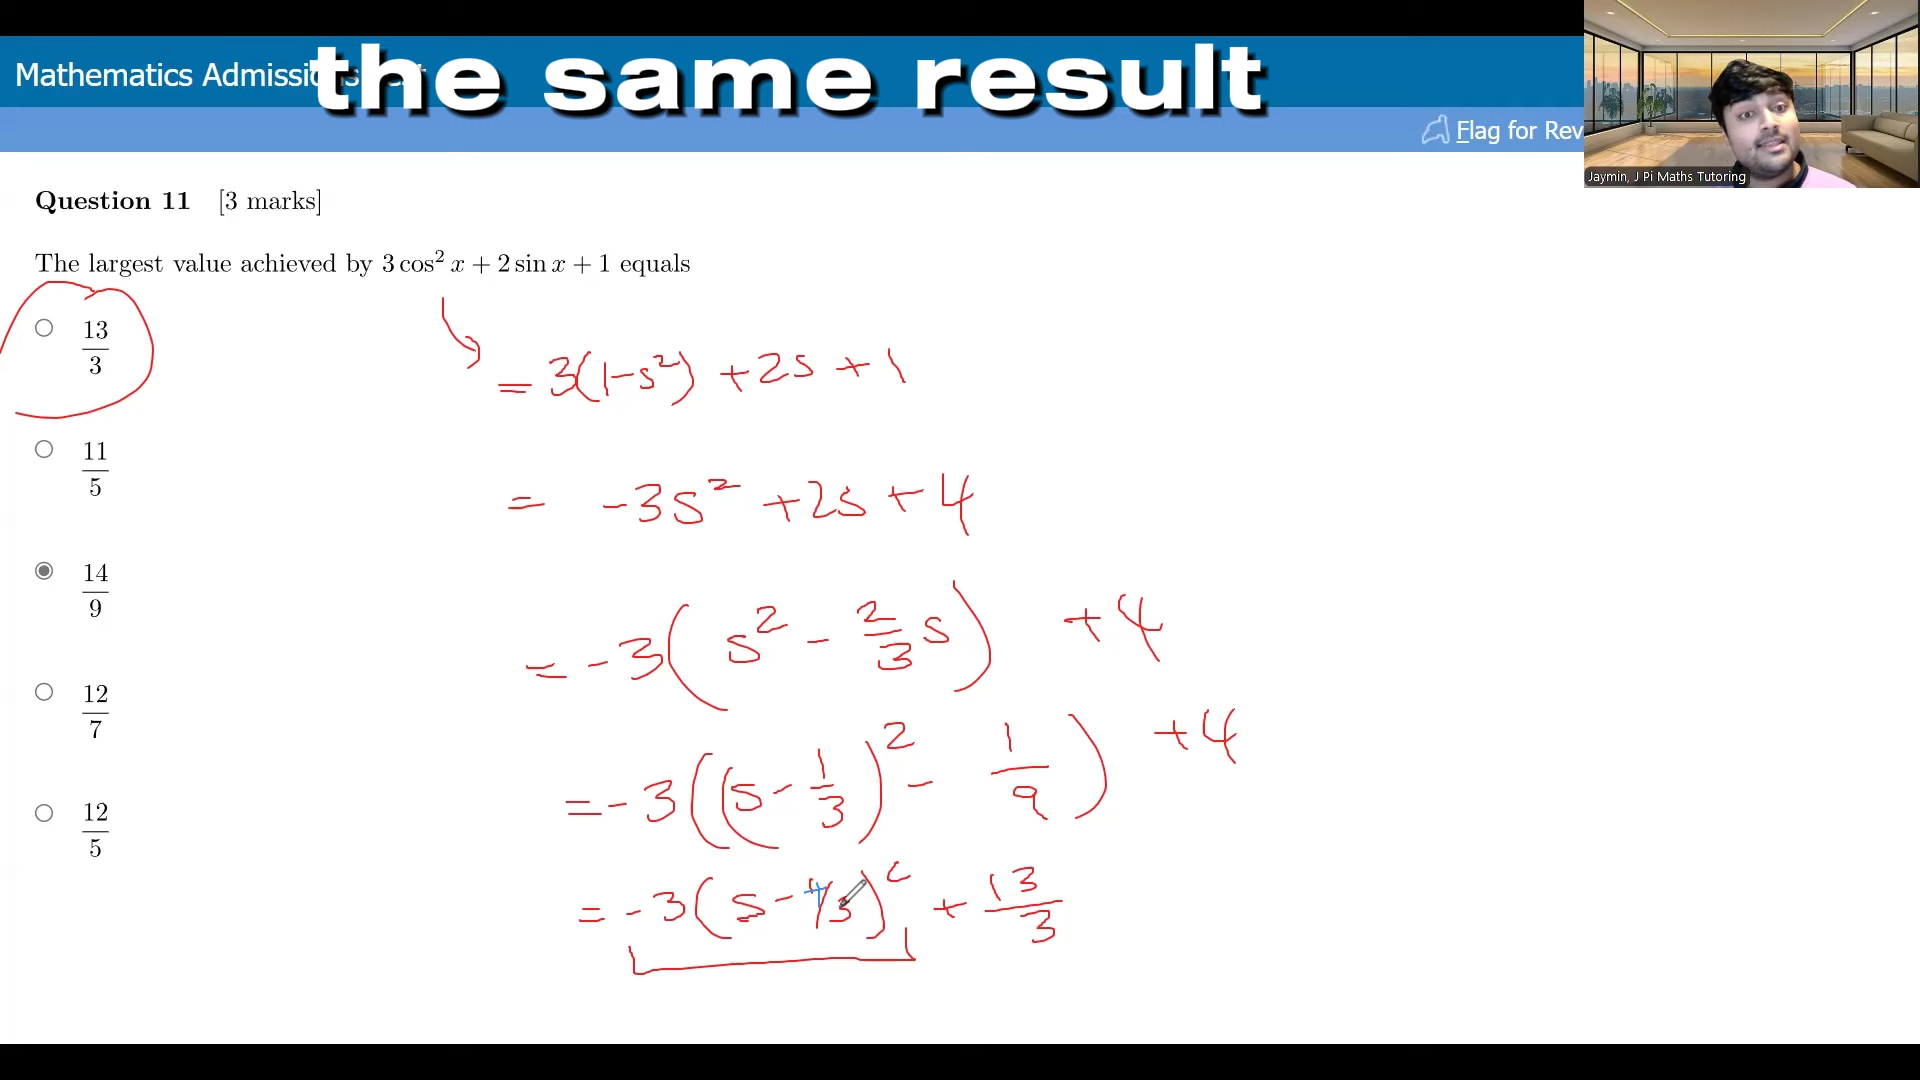 Mathematics Admissions
the same result
Flag for Rev
Jaymin, J Pi Maths Tutoring
Question 11 [3 marks]
The largest value achieved by 3 cos² x + 2 sin x + 1 equals
13/3
11/5
14/9
12/7
12/5
= 3(1-s²) + 2s + 1
= -3s² + 2s + 4
= -3(s² - 2/3 s) + 4
= -3((s - 1/3)² - 1/9) + 4
= -3(s - 1/3)² + 13/3